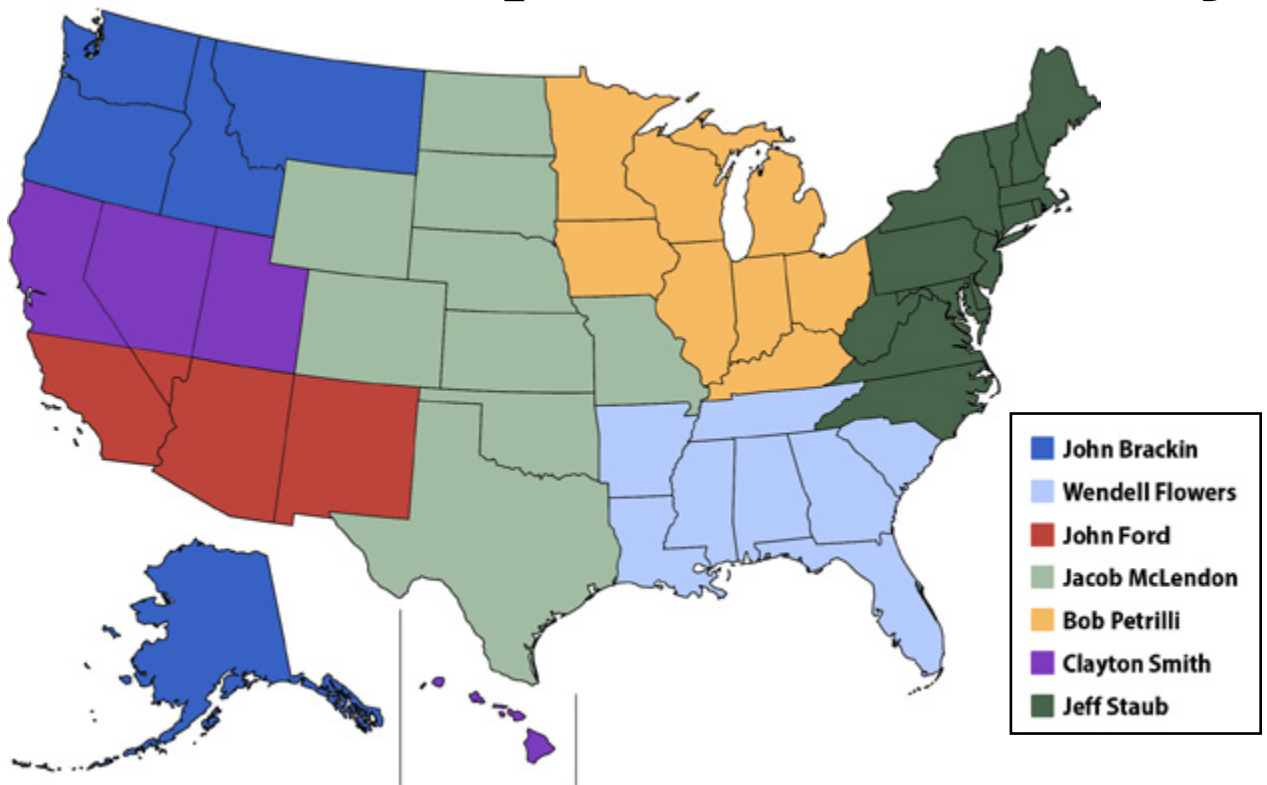 John Brackin
Wendell Flowers
John Ford
Jacob McLendon
Bob Petrilli
Clayton Smith
Jeff Staub